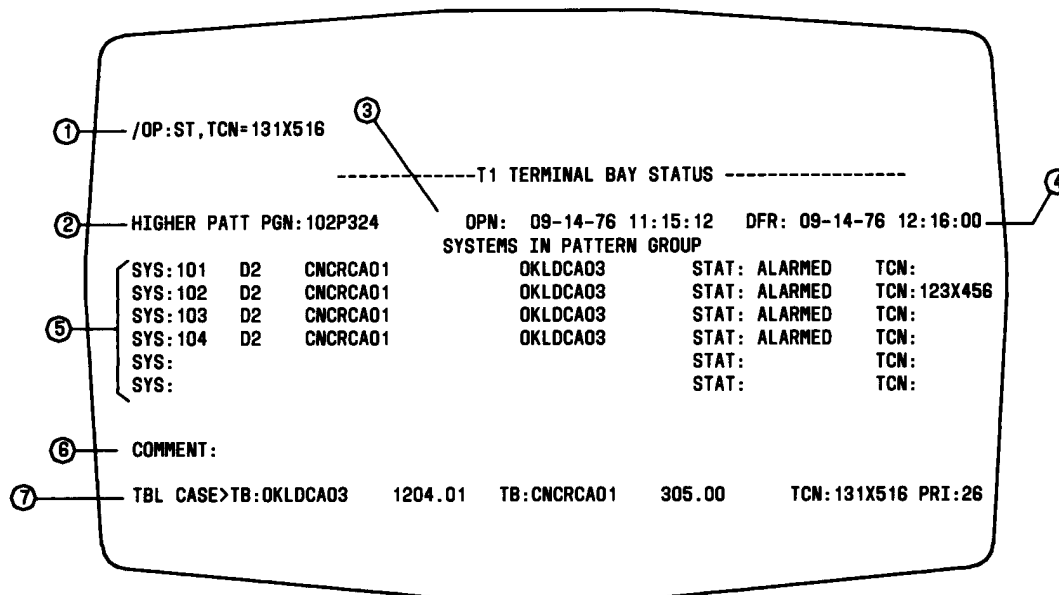 ③
① /OP:ST,TCN=131X516
-------------T1 TERMINAL BAY STATUS -----------------
④
② HIGHER PATT PGN:102P324 OPN: 09-14-76 11:15:12 DFR: 09-14-76 12:16:00
SYSTEMS IN PATTERN GROUP
SYS:101 D2 CNCRCA01 OKLDCA03 STAT: ALARMED TCN:
SYS:102 D2 CNCRCA01 OKLDCA03 STAT: ALARMED TCN:123X456
⑤ SYS:103 D2 CNCRCA01 OKLDCA03 STAT: ALARMED TCN:
SYS:104 D2 CNCRCA01 OKLDCA03 STAT: ALARMED TCN:
SYS: STAT: TCN:
SYS: STAT: TCN:
⑥ COMMENT:
⑦ TBL CASE>TB:OKLDCA03 1204.01 TB:CNCRCA01 305.00 TCN:131X516 PRI:26